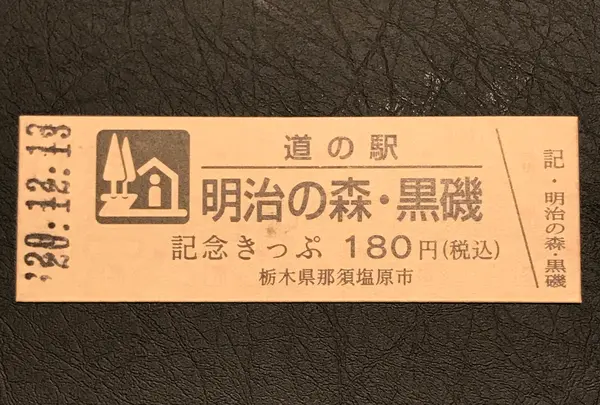 '20.12.13
道の駅
明治の森・黒磯
記念きっぷ 180円(税込)
栃木県那須塩原市
記・明治の森・黒磯